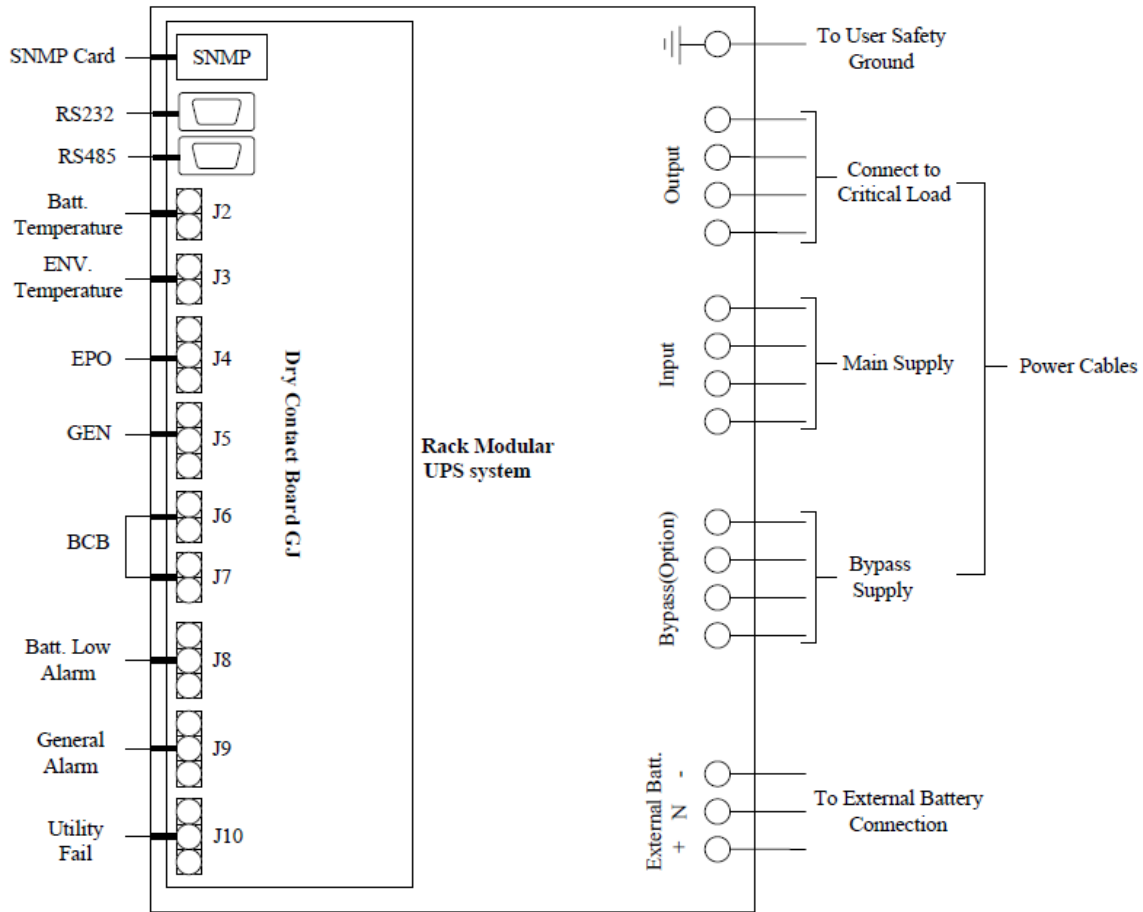 SNMP Card
SNMP
RS232
RS485
Batt.
Temperature
J2
ENV.
Temperature
J3
EPO
J4
GEN
J5
BCB
J6
J7
Batt. Low
Alarm
J8
General
Alarm
J9
Utility
Fail
J10
Dry Contact Board GJ
Rack Modular
UPS system
To User Safety
Ground
Output
Connect to
Critical Load
Input
Main Supply
Power Cables
Bypass(Option)
Bypass
Supply
External Batt.
-
N
+
To External Battery
Connection